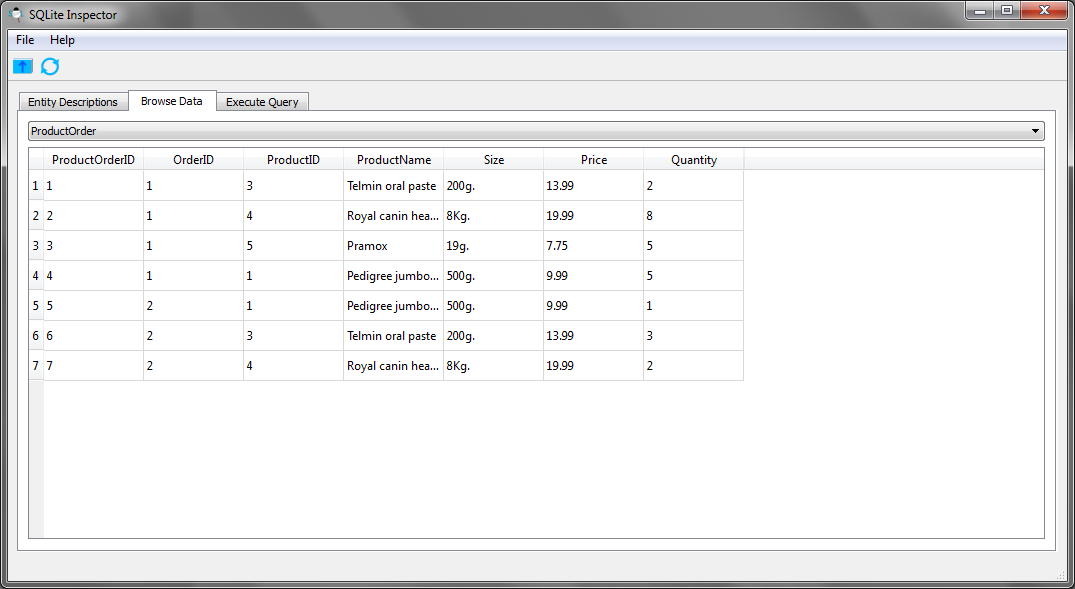 SQLite Inspector
File Help
Entity Descriptions Browse Data Execute Query
ProductOrder
ProductOrderID OrderID ProductID ProductName Size Price Quantity
1 1 1 3 Telmin oral paste 200g. 13.99 2
2 2 1 4 Royal canin hea... 8Kg. 19.99 8
3 3 1 5 Pramox 19g. 7.75 5
4 4 1 1 Pedigree jumbo... 500g. 9.99 5
5 5 2 1 Pedigree jumbo... 500g. 9.99 1
6 6 2 3 Telmin oral paste 200g. 13.99 3
7 7 2 4 Royal canin hea... 8Kg. 19.99 2